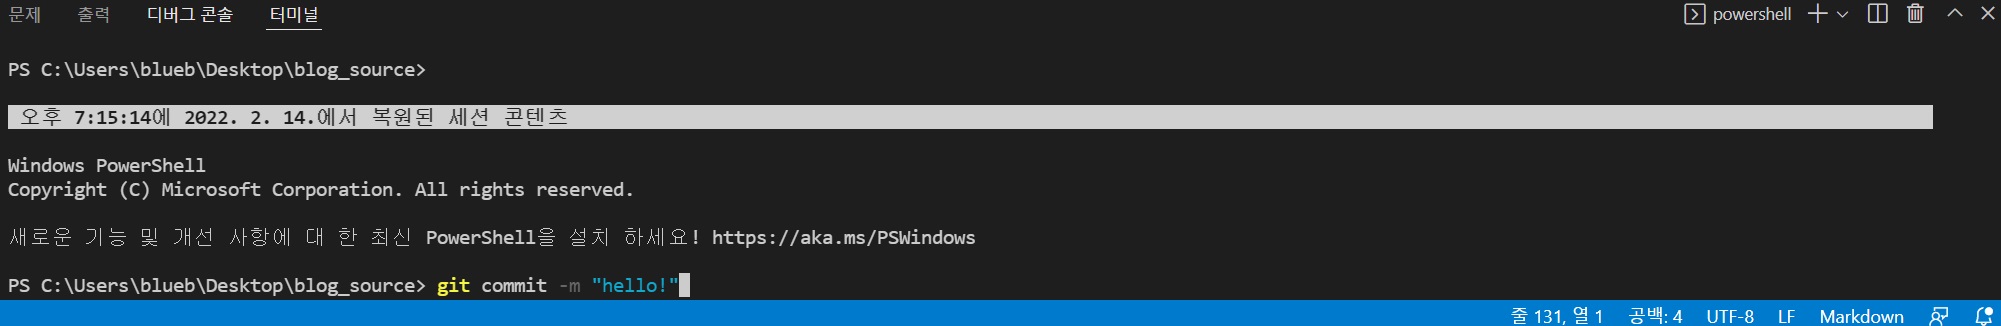 문제 출력 디버그 콘솔 터미널 powershell
PS C:\Users\blueb\Desktop\blog_source>
오후 7:15:14에 2022. 2. 14.에서 복원된 세션 콘텐츠
Windows PowerShell
Copyright (C) Microsoft Corporation. All rights reserved.
새로운 기능 및 개선 사항에 대 한 최신 PowerShell을 설치 하세요! https://aka.ms/PSWindows
PS C:\Users\blueb\Desktop\blog_source> git commit -m "hello!"
줄 131, 열 1 공백: 4 UTF-8 LF Markdown